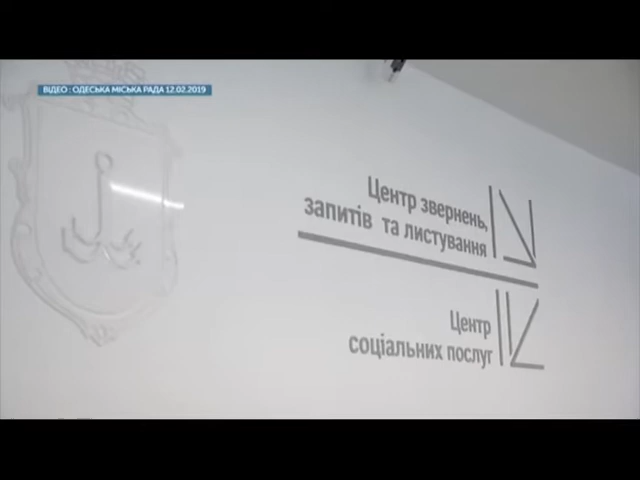 ВІДЕО : ОДЕСЬКА МІСЬКА РАДА 12.02.2019
Центр звернень,
запитів та листування
Центр
соціальних послуг